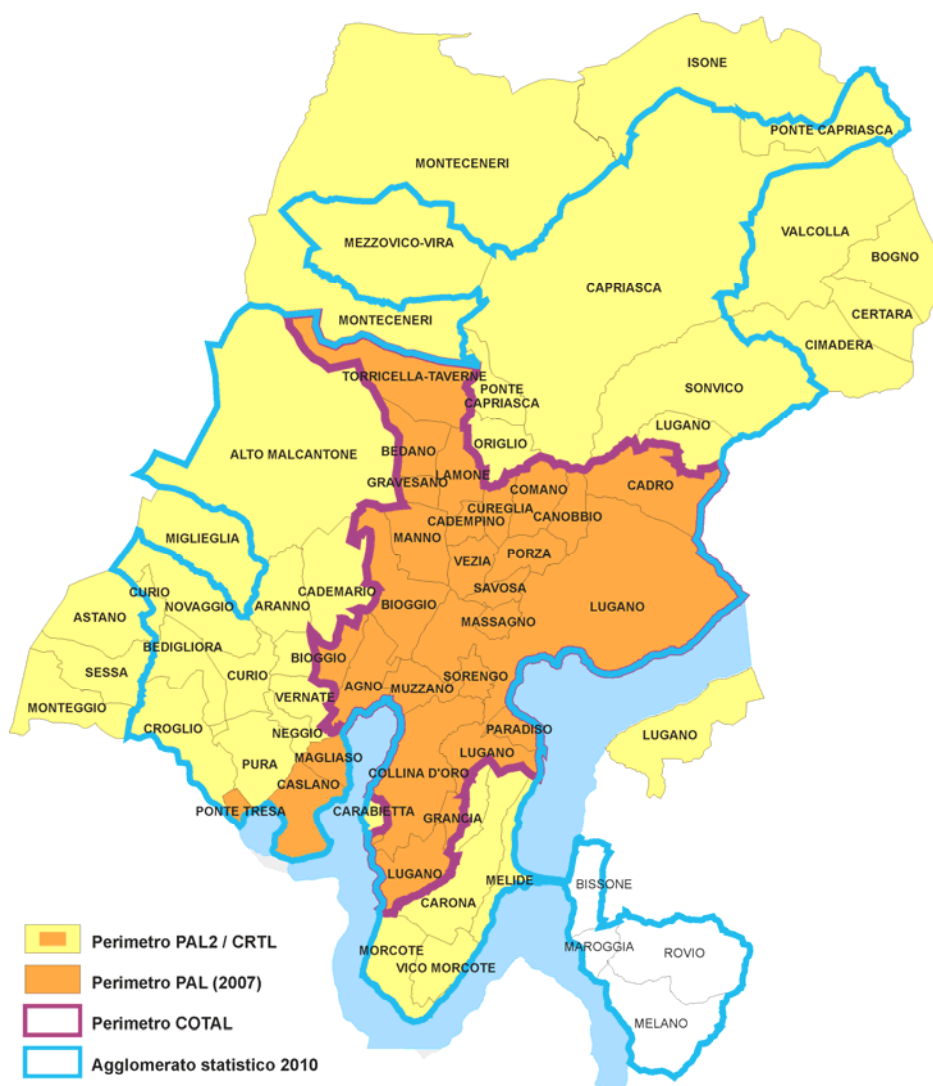 ISONE
PONTE CAPRIASCA
MONTECENERI
VALCOLLA
MEZZOVICO-VIRA
BOGNO
CAPRIASCA
CERTARA
MONTECENERI
CIMADERA
TORRICELLA-TAVERNE
SONVICO
PONTE
CAPRIASCA
LUGANO
ORIGLIO
ALTO MALCANTONE
BEDANO
LAMONE
GRAVESANO
COMANO
CADRO
CUREGLIA
CADEMPINO
CANOBBIO
MANNO
MIGLIEGLIA
VEZIA
PORZA
CURIO
CADEMARIO
SAVOSA
NOVAGGIO
ARANNO
BIOGGIO
LUGANO
ASTANO
MASSAGNO
BEDIGLIORA
BIOGGIO
SESSA
CURIO
SORENGO
AGNO
MUZZANO
VERNATE
MONTEGGIO
CROGLIO
NEGGIO
PARADISO
LUGANO
MAGLIASO
LUGANO
PURA
COLLINA D'ORO
CASLANO
PONTE TRESA
CARABIETTA
GRANCIA
LUGANO
MELIDE
BISSONE
CARONA
MORCOTE
MAROGGIA
ROVIO
VICO MORCOTE
MELANO
Perimetro PAL2 / CRTL
Perimetro PAL (2007)
Perimetro COTAL
Agglomerato statistico 2010